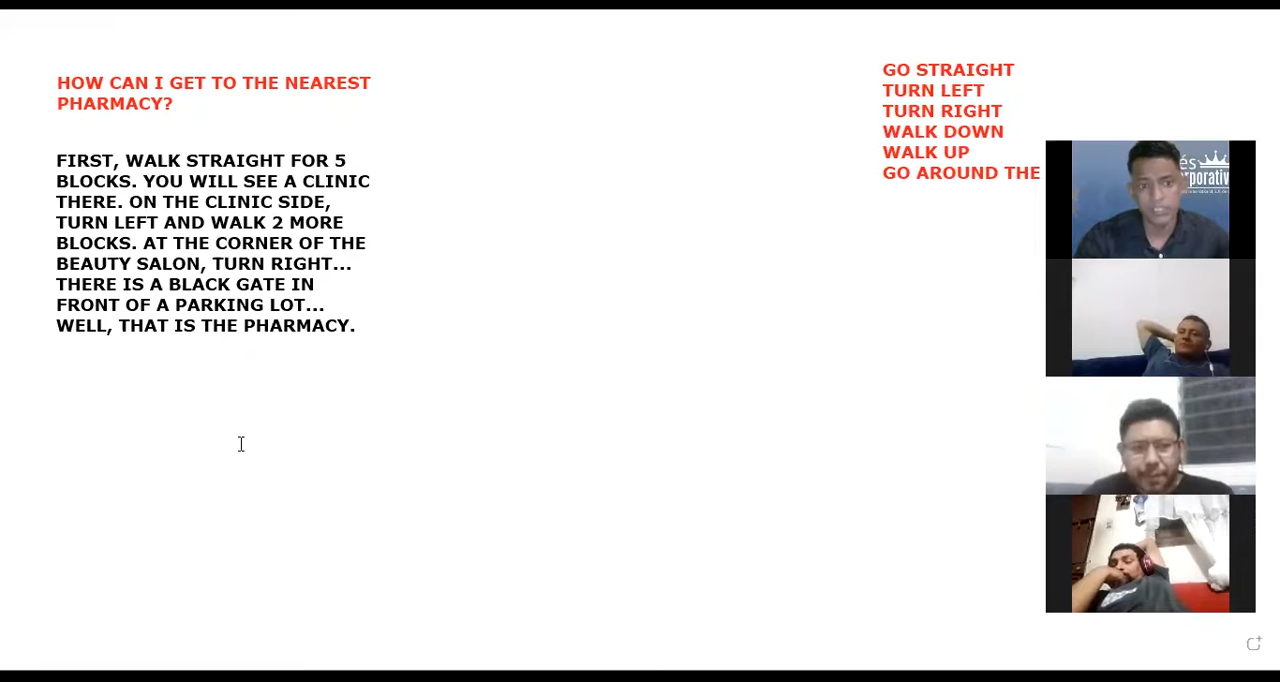 HOW CAN I GET TO THE NEAREST
PHARMACY?
FIRST, WALK STRAIGHT FOR 5
BLOCKS. YOU WILL SEE A CLINIC
THERE. ON THE CLINIC SIDE,
TURN LEFT AND WALK 2 MORE
BLOCKS. AT THE CORNER OF THE
BEAUTY SALON, TURN RIGHT...
THERE IS A BLACK GATE IN
FRONT OF A PARKING LOT...
WELL, THAT IS THE PHARMACY.
GO STRAIGHT
TURN LEFT
TURN RIGHT
WALK DOWN
WALK UP
GO AROUND THE
és
rporativ